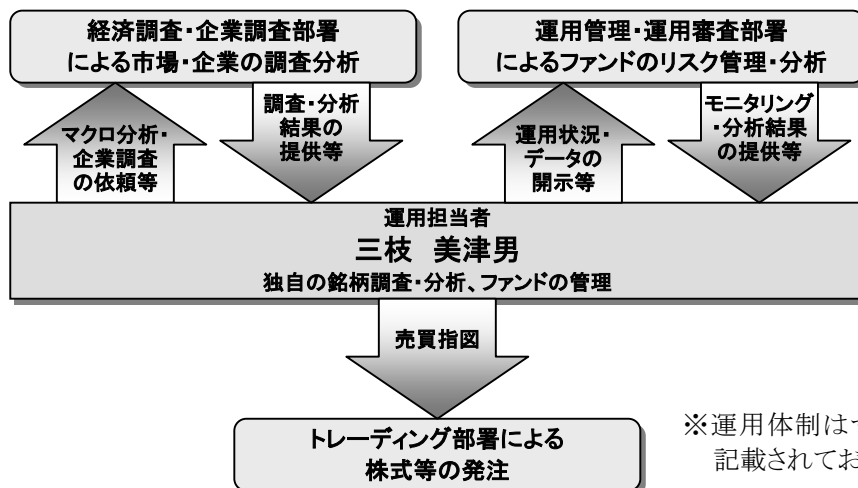 経済調査・企業調査部署
による市場・企業の調査分析
運用管理・運用審査部署
によるファンドのリスク管理・分析
マクロ分析・
企業調査
の依頼等
調査・分析
結果の
提供等
運用状況・
データの
開示等
モニタリング
・分析結果
の提供等
運用担当者
三枝 美津男
独自の銘柄調査・分析、ファンドの管理
売買指図
トレーディング部署による
株式等の発注
※運用体制は
記載されてお